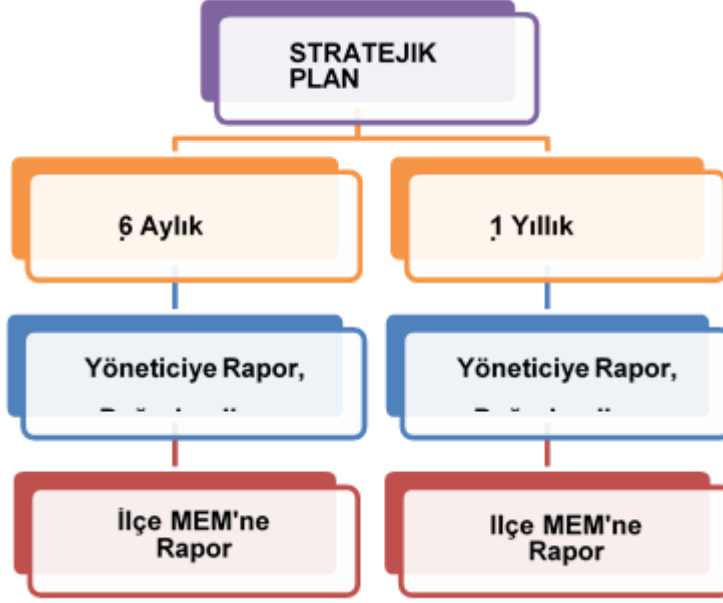 STRATEJIK
PLAN
6 Aylık
1 Yıllık
Yöneticiye Rapor,
Yöneticiye Rapor,
İlçe MEM'ne
Rapor
Ilçe MEM'ne
Rapor